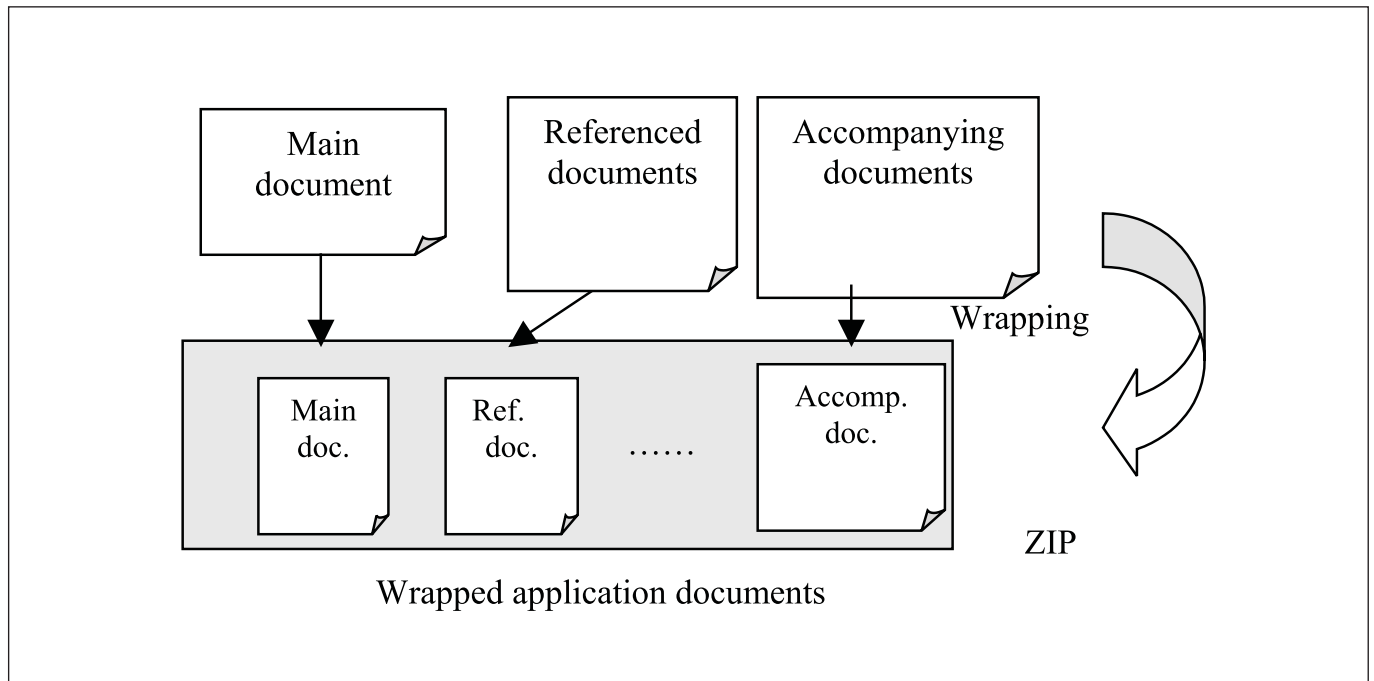 Main
document
Referenced
documents
Accompanying
documents
Wrapping
Main
doc.
Ref.
doc.
......
Accomp.
doc.
ZIP
Wrapped application documents